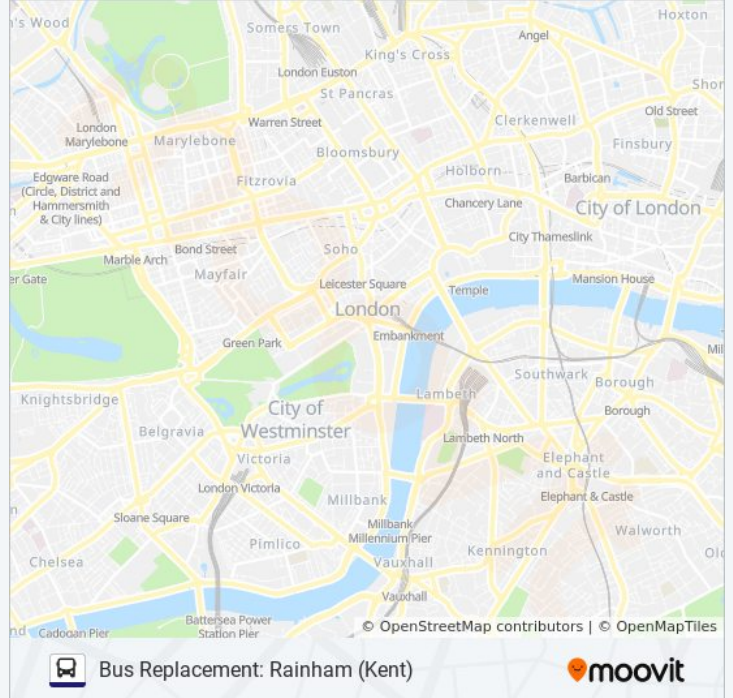 's Wood
Somers Town
Hoxton
King's Cross
Angel
London Euston
St Pancras
Shor
Old Street
London
Marylebone
Marylebone
Warren Street
Clerkenwell
Finsbury
Bloomsbury
Edgware Road
(Circle, District and
Hammersmith
& City lines)
Fitzrovia
Holborn
Barbican
Chancery Lane
City of London
City Thameslink
Marble Arch
Bond Street
Soho
Mayfair
er Gate
Leicester Square
Temple
Mansion House
London
Embankment
Green Park
Mil
Southwark
Borough
Knightsbridge
Lambeth
City of
Westminster
Borough
Belgravia
Lambeth North
Victoria
Elephant
and Castle
London Victoria
Elephant & Castle
Millbank
Sloane Square
Millbank
Millennium Pier
Walworth
n
Pimlico
Kennington
Olc
Chelsea
Vauxhall
Vauxhall
nd
Cadogan Pier
Battersea Power
Station Pier
© OpenStreetMap contributors | © OpenMapTiles
Bus Replacement: Rainham (Kent)
moovit